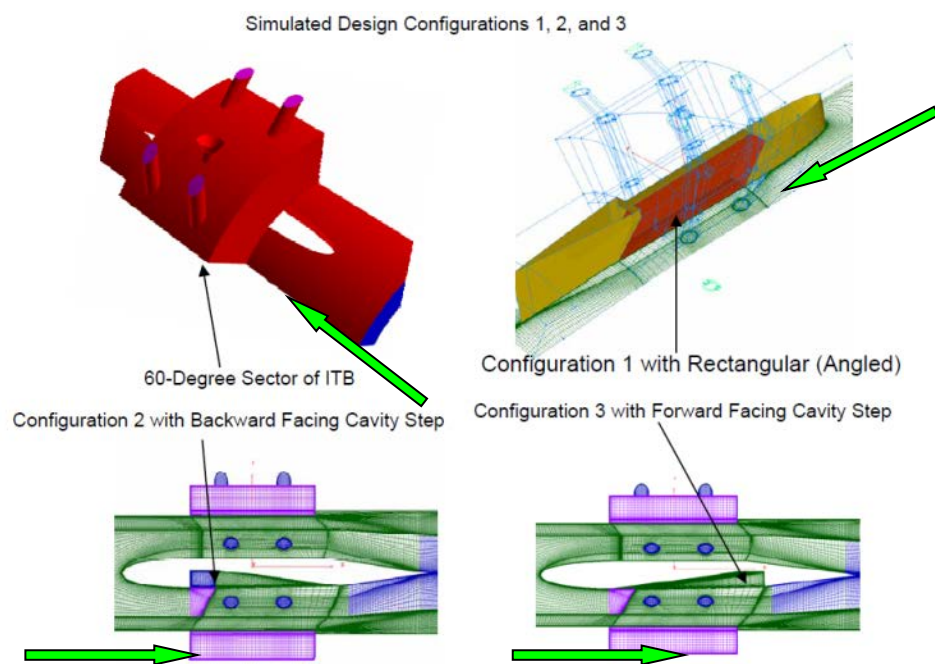 Simulated Design Configurations 1, 2, and 3
60-Degree Sector of ITB
Configuration 1 with Rectangular (Angled)
Configuration 2 with Backward Facing Cavity Step
Configuration 3 with Forward Facing Cavity Step